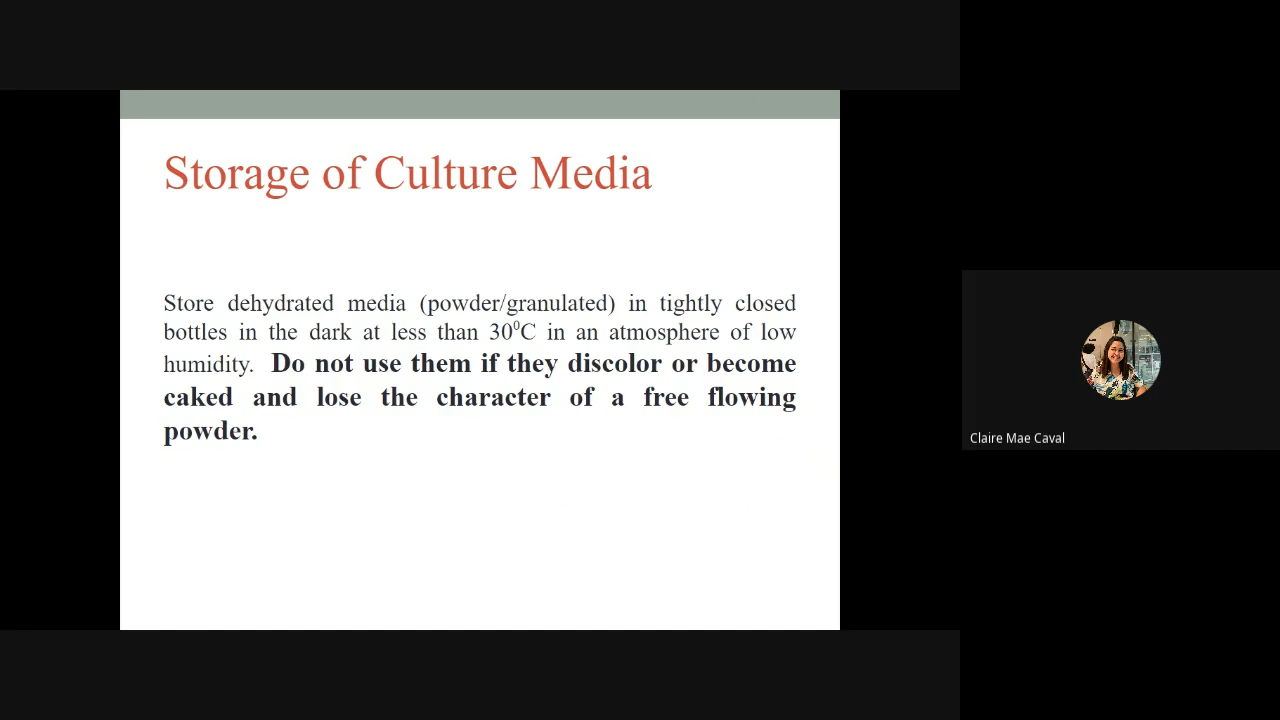 Storage of Culture Media
Store dehydrated media (powder/granulated) in tightly closed
bottles in the dark at less than 30⁰C in an atmosphere of low
humidity. Do not use them if they discolor or become
caked and lose the character of a free flowing
powder.
Claire Mae Caval